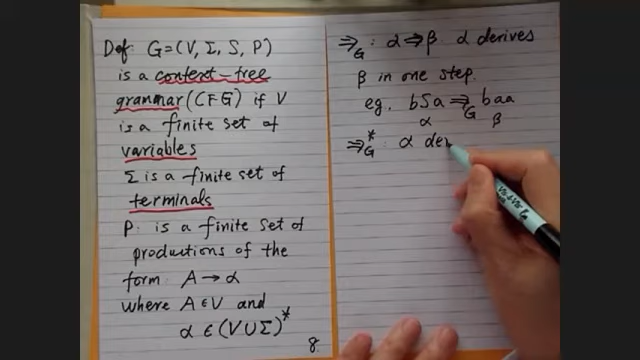 Def: G=(V, Σ, S, P)
is a context-free
grammar (CFG) if V
is a finite set of
variables
Σ is a finite set of
terminals
P: is a finite set of
productions of the
form A → α
where A ∈ V and
α ∈ (V ∪ Σ)*
8
⇒G : α ⇒ β α derives
β in one step.
eg. bSa ⇒G baa
α β
⇒*G : α der